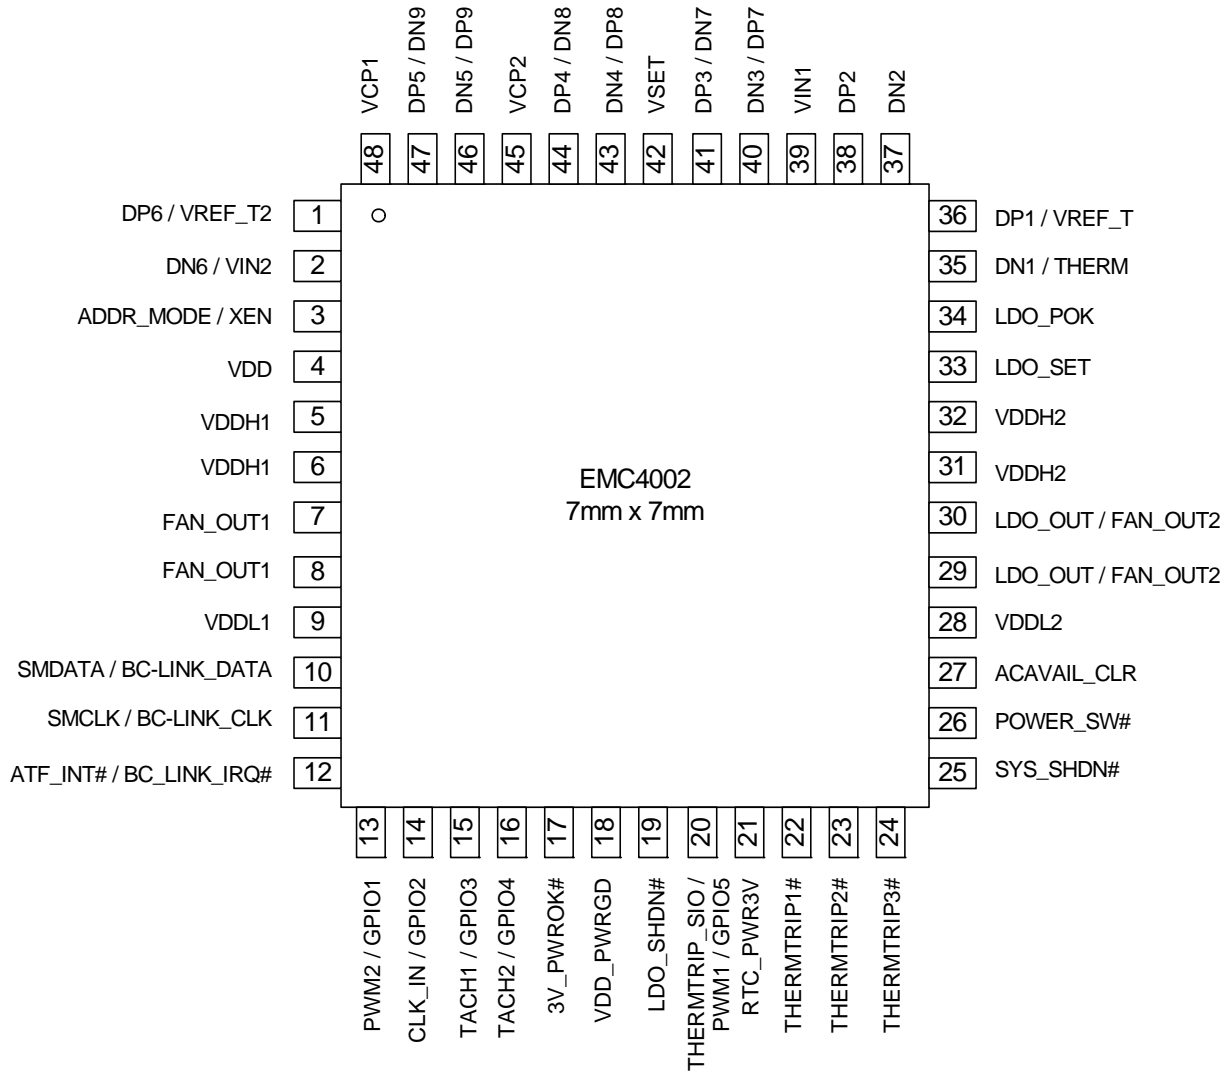 VCP1
DP5 / DN9
DN5 / DP9
VCP2
DP4 / DN8
DN4 / DP8
VSET
DP3 / DN7
DN3 / DP7
VIN1
DP2
DN2
48
47
46
45
44
43
42
41
40
39
38
37
DP6 / VREF_T2
1
DN6 / VIN2
2
ADDR_MODE / XEN
3
VDD
4
VDDH1
5
VDDH1
6
FAN_OUT1
7
FAN_OUT1
8
VDDL1
9
SMDATA / BC-LINK_DATA
10
SMCLK / BC-LINK_CLK
11
ATF_INT# / BC_LINK_IRQ#
12
EMC4002
7mm x 7mm
36
DP1 / VREF_T
35
DN1 / THERM
34
LDO_POK
33
LDO_SET
32
VDDH2
31
VDDH2
30
LDO_OUT / FAN_OUT2
29
LDO_OUT / FAN_OUT2
28
VDDL2
27
ACAVAIL_CLR
26
POWER_SW#
25
SYS_SHDN#
13
14
15
16
17
18
19
20
21
22
23
24
PWM2 / GPIO1
CLK_IN / GPIO2
TACH1 / GPIO3
TACH2 / GPIO4
3V_PWROK#
VDD_PWRGD
LDO_SHDN#
THERMTRIP_SIO /
PWM1 / GPIO5
RTC_PWR3V
THERMTRIP1#
THERMTRIP2#
THERMTRIP3#